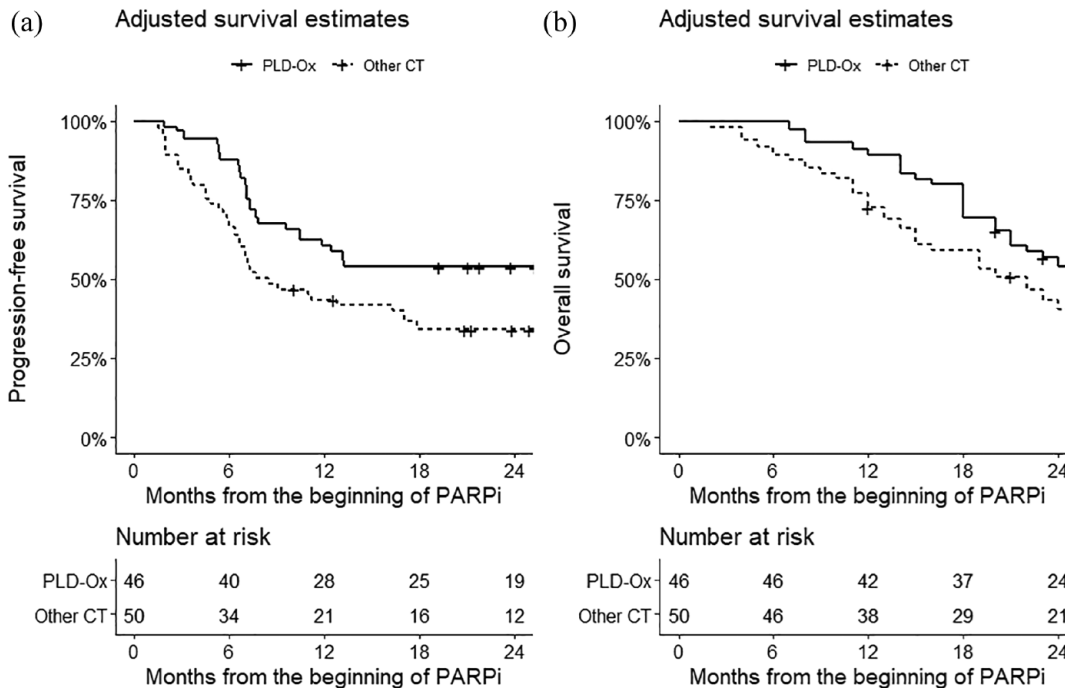 (a) Adjusted survival estimates
PLD-Ox Other CT
Progression-free survival
100%
75%
50%
25%
0%
0 6 12 18 24
Months from the beginning of PARPi
Number at risk
PLD-Ox 46 40 28 25 19
Other CT 50 34 21 16 12
0 6 12 18 24
Months from the beginning of PARPi
(b) Adjusted survival estimates
PLD-Ox Other CT
Overall survival
100%
75%
50%
25%
0%
0 6 12 18 24
Months from the beginning of PARPi
Number at risk
PLD-Ox 46 46 42 37 24
Other CT 50 46 38 29 21
0 6 12 18 24
Months from the beginning of PARPi